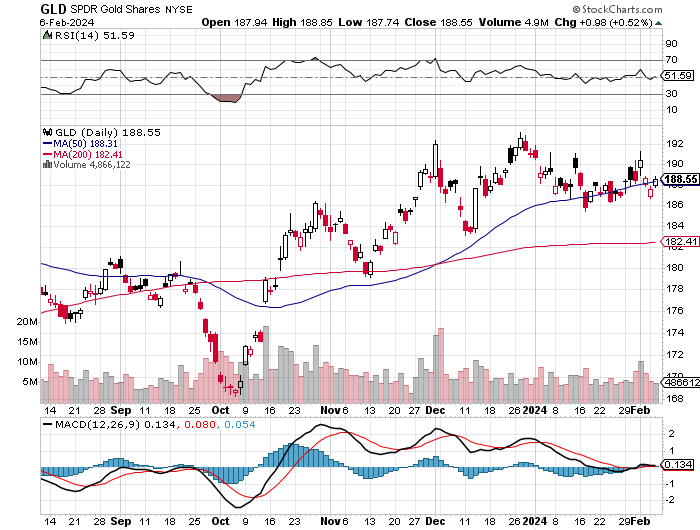 GLD SPDR Gold Shares NYSE © StockCharts.com
6-Feb-2024 Open 187.94 High 188.85 Low 187.74 Close 188.55 Volume 4.9M Chg +0.98 (+0.52%)
RSI(14) 51.59
90
70
51.59
30
10
GLD (Daily) 188.55
MA(50) 188.31
MA(200) 182.41
Volume 4,866,122
192
190
188.55
188
186
184
182.41
182
180
178
20M 176
174
15M
172
10M
170
5M
4866122
168
14 21 28 Sep 11 18 25 Oct 9 16 23 Nov 6 13 20 27 Dec 11 18 26 2024 8 16 22 29 Feb
MACD(12,26,9) 0.134, 0.080, 0.054
2
1
0.134
-1
-2
14 21 28 Sep 11 18 25 Oct 9 16 23 Nov 6 13 20 27 Dec 11 18 26 2024 8 16 22 29 Feb